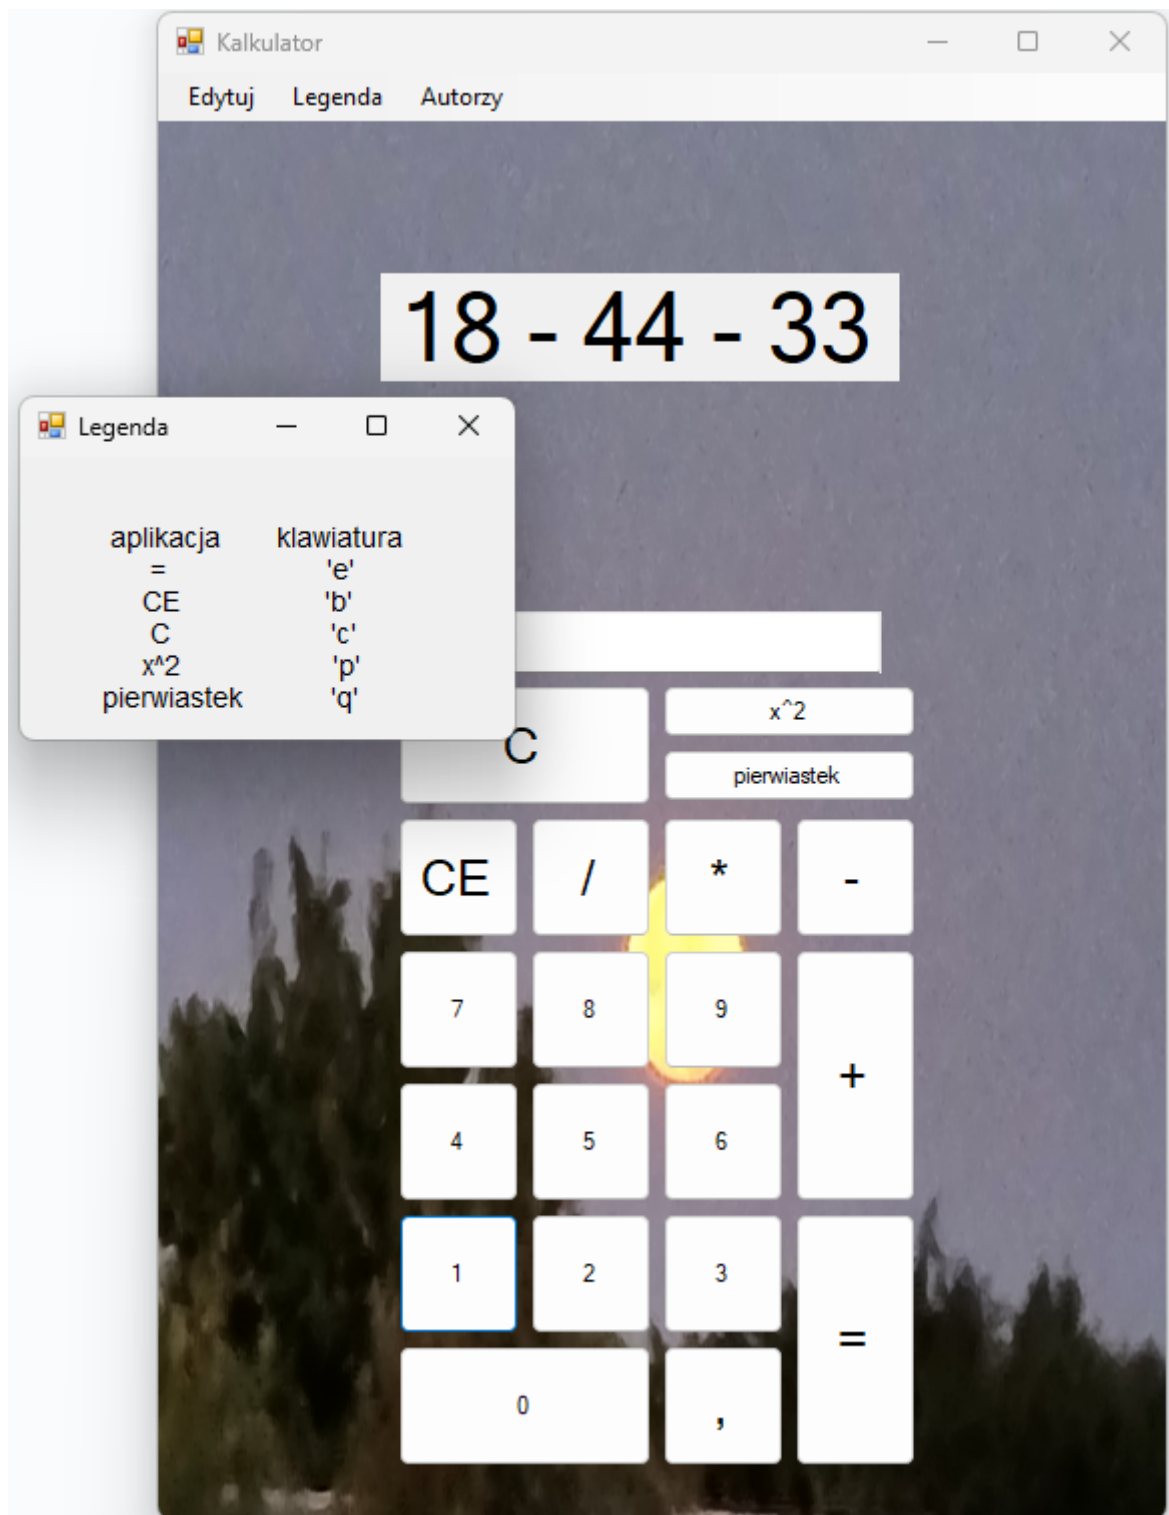 Kalkulator
Edytuj Legenda Autorzy
18 - 44 - 33
Legenda
aplikacja klawiatura
= 'e'
CE 'b'
C 'c'
x^2 'p'
pierwiastek 'q'
C
x^2
pierwiastek
CE / * -
7 8 9
+
4 5 6
1 2 3
=
0 ,